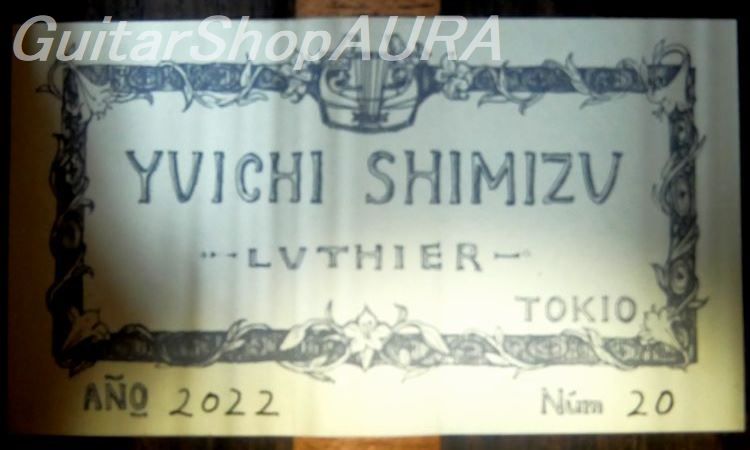 GuitarShopAURA
YVICHI SHIMIZV
LVTHIER
TOKIO
AÑO 2022
Núm 20